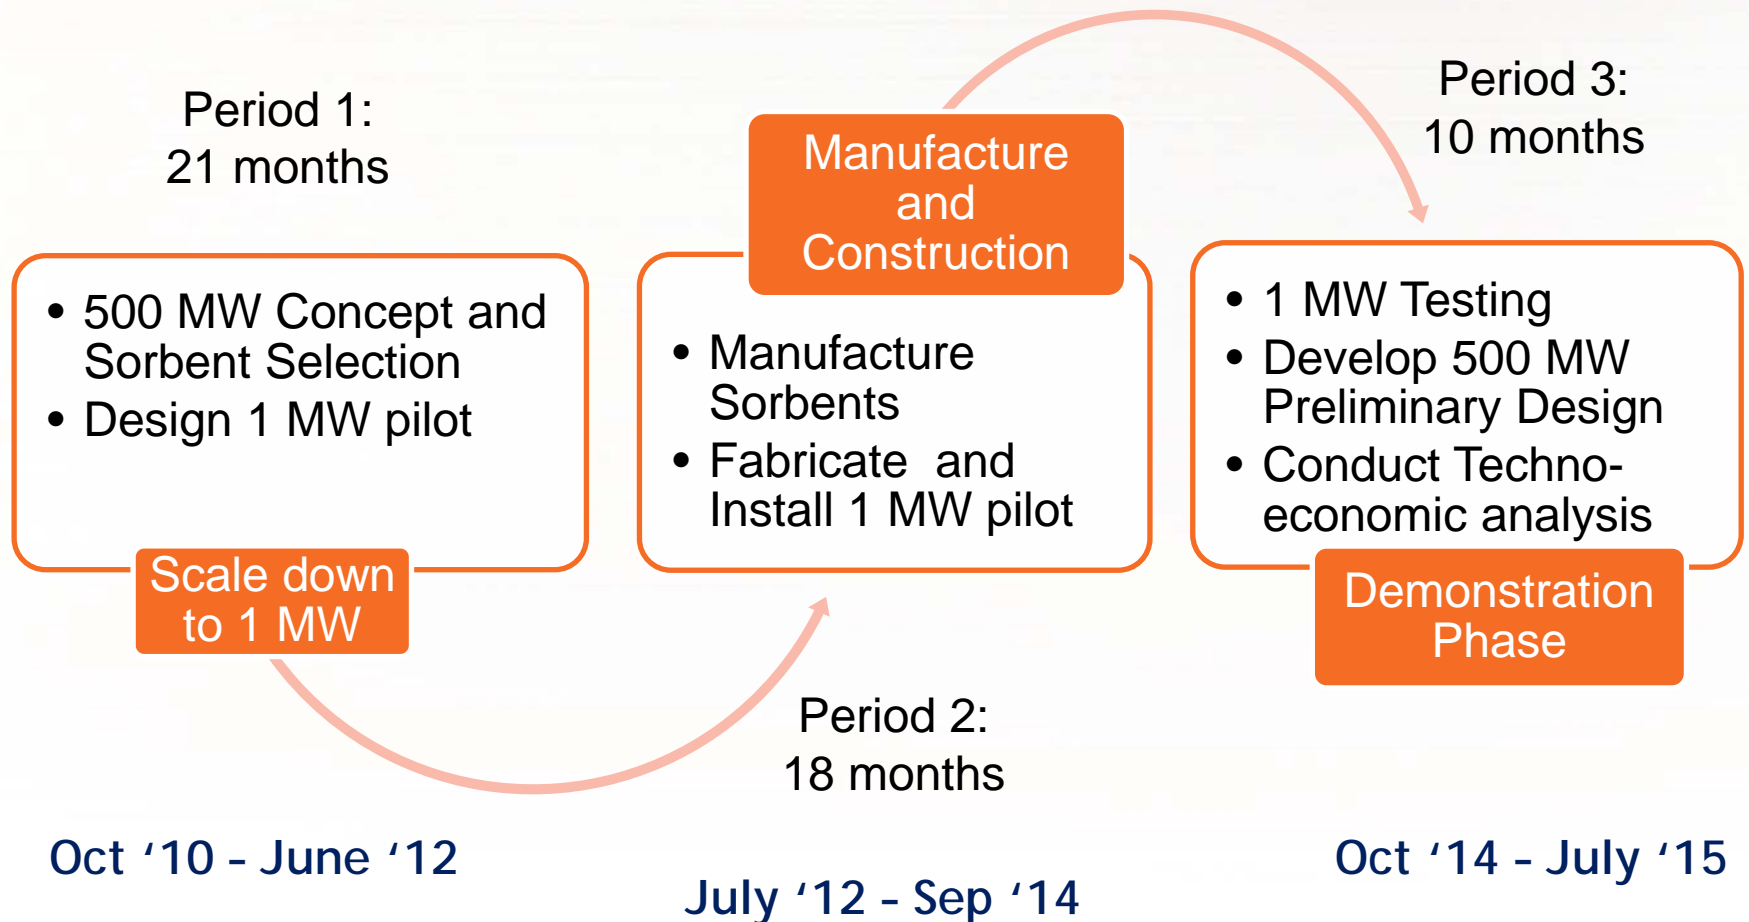 Period 1:
21 months
• 500 MW Concept and
Sorbent Selection
• Design 1 MW pilot
Scale down
to 1 MW
Oct ‘10 – June ‘12
Manufacture
and
Construction
• Manufacture
Sorbents
• Fabricate and
Install 1 MW pilot
Period 2:
18 months
July ‘12 – Sep ‘14
Period 3:
10 months
• 1 MW Testing
• Develop 500 MW
Preliminary Design
• Conduct Techno-
economic analysis
Demonstration
Phase
Oct ‘14 – July ‘15